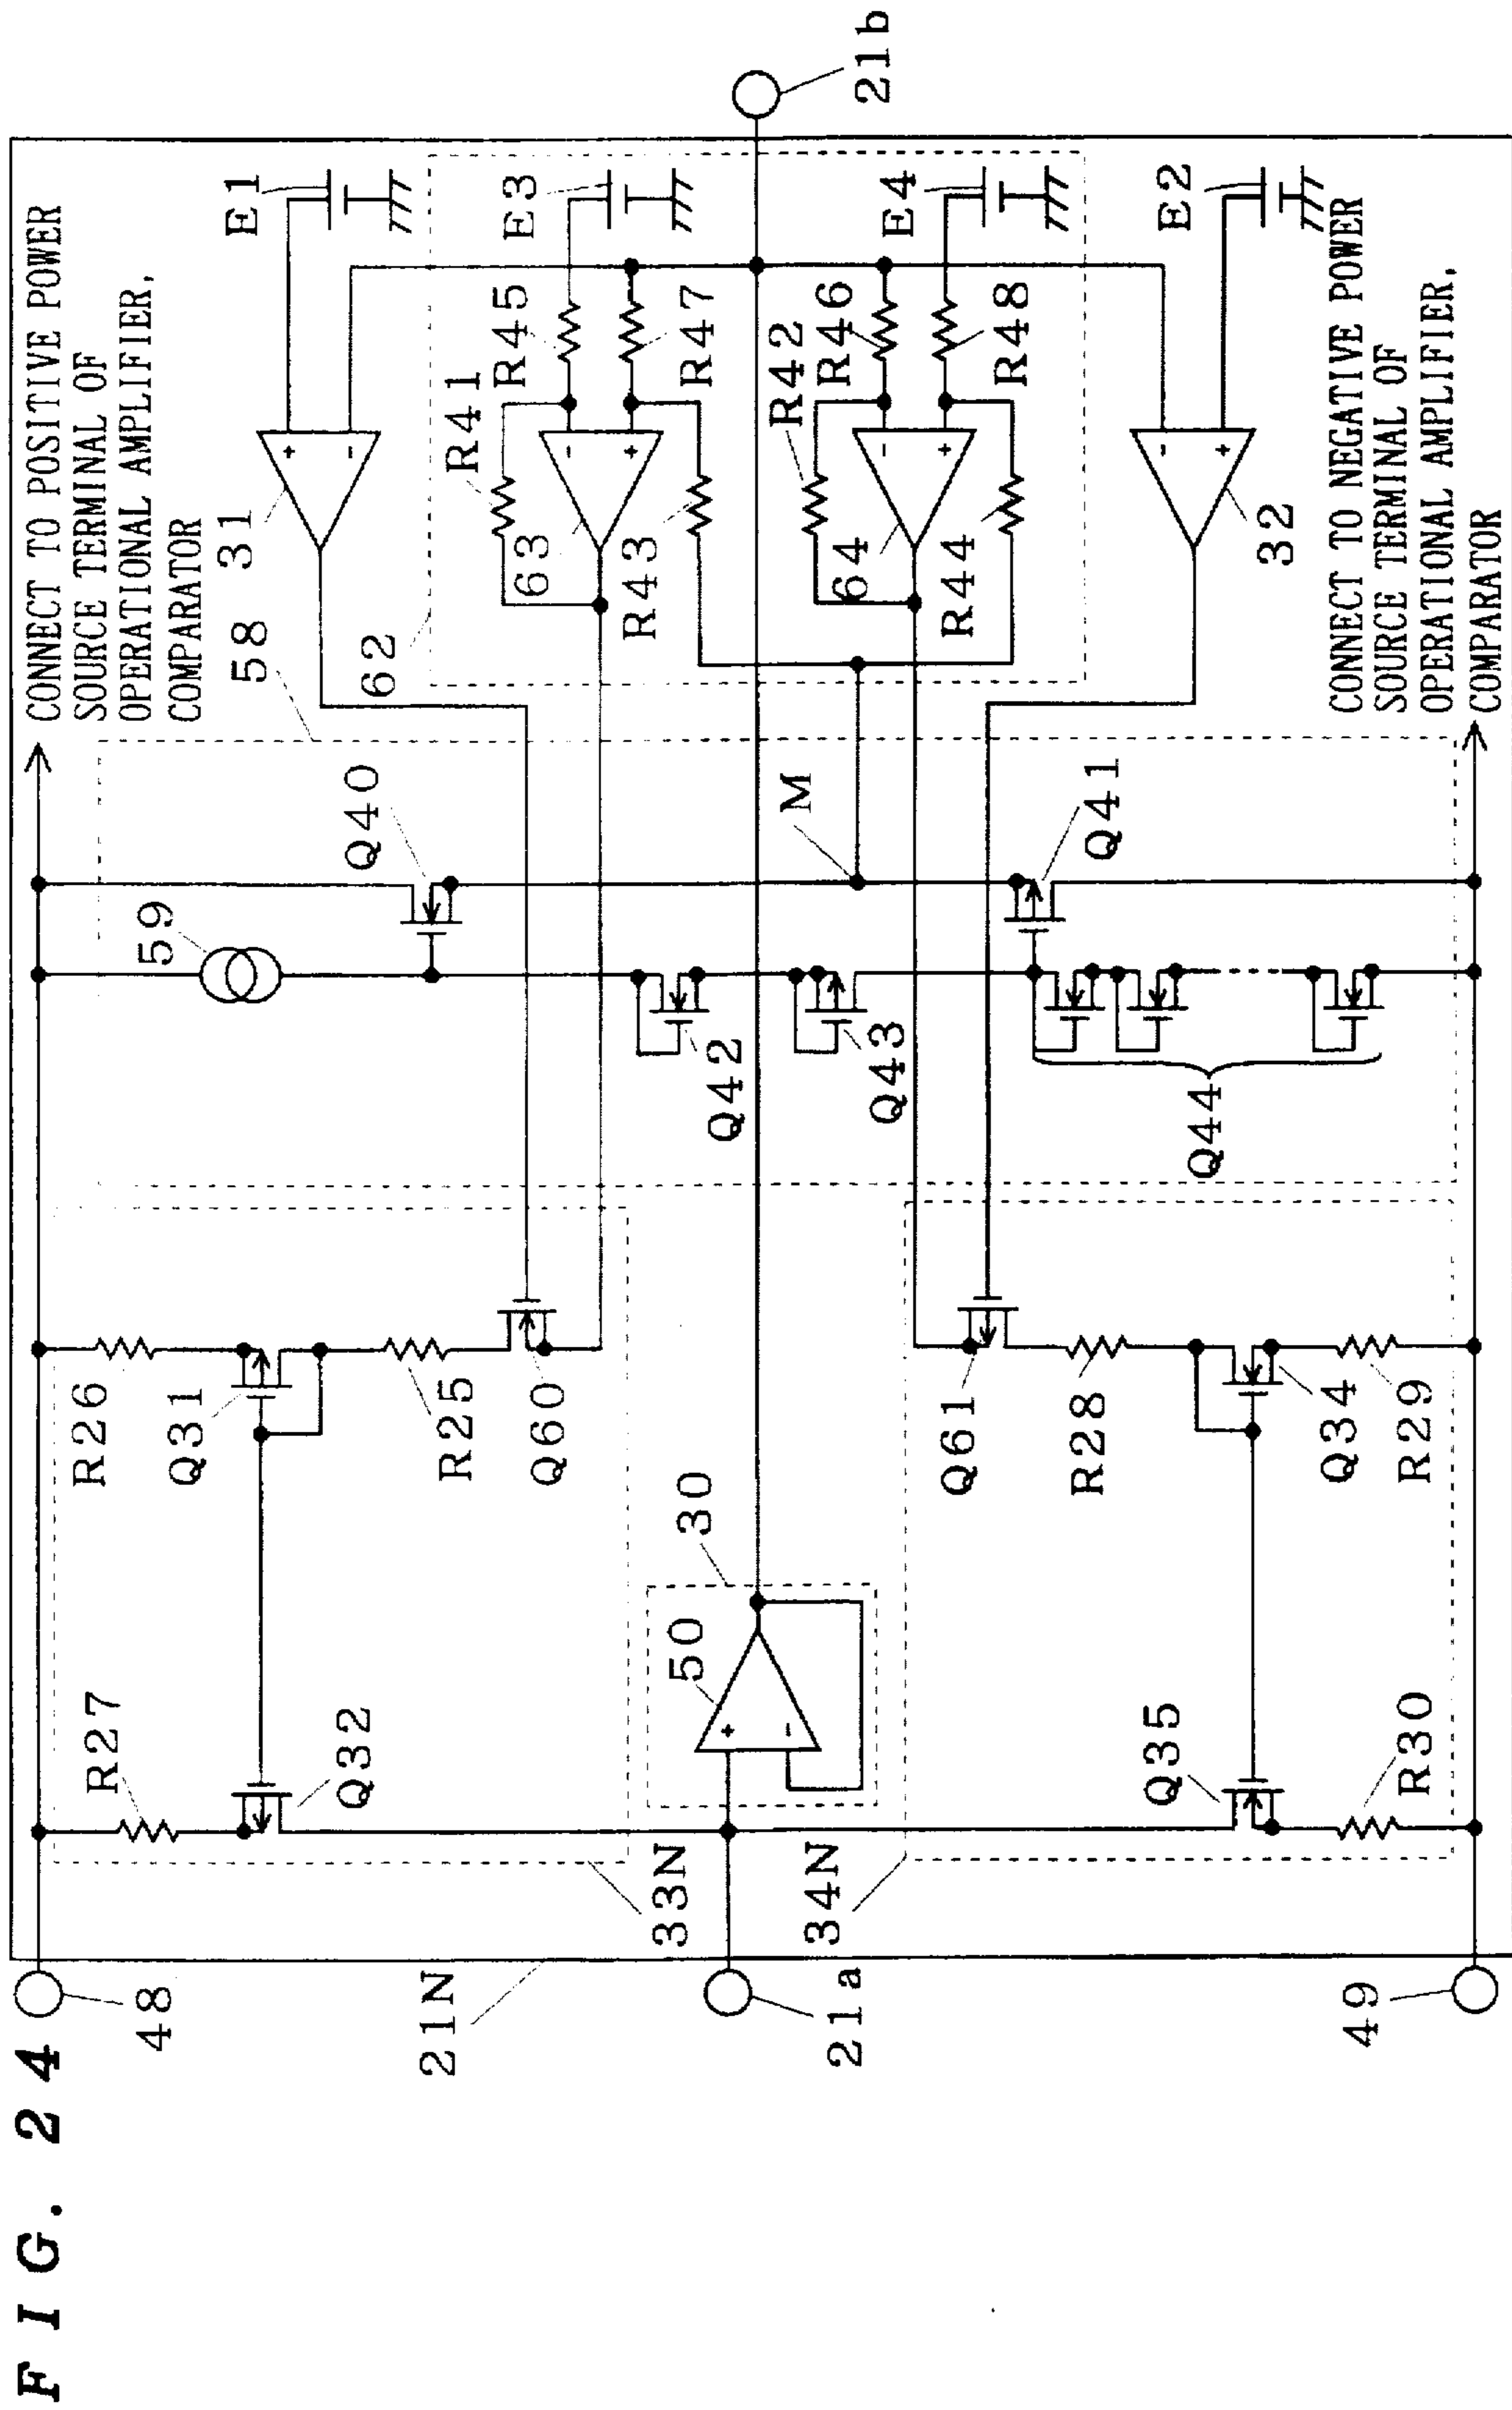 FIG. 24
48
21N
21a
49
R27
Q32
33N
50
30
34N
Q35
R30
R26
Q31
R25
Q60
Q61
R28
Q34
R29
59
Q40
Q42
Q43
M
Q41
Q44
CONNECT TO POSITIVE POWER
SOURCE TERMINAL OF
OPERATIONAL AMPLIFIER,
COMPARATOR
58
62
31
+
-
E1
R41
R45
E3
63
-
+
R43
R47
R42
R46
E4
64
-
+
R44
R48
32
-
+
E2
+
-
21b
CONNECT TO NEGATIVE POWER
SOURCE TERMINAL OF
OPERATIONAL AMPLIFIER,
COMPARATOR